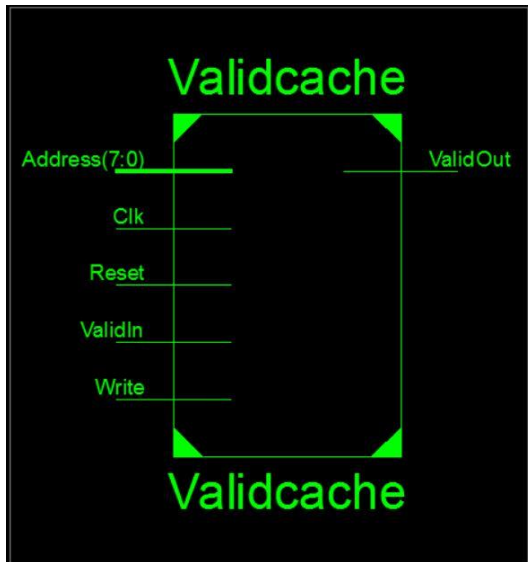 Validcache
Address(7:0)
ValidOut
Clk
Reset
ValidIn
Write
Validcache